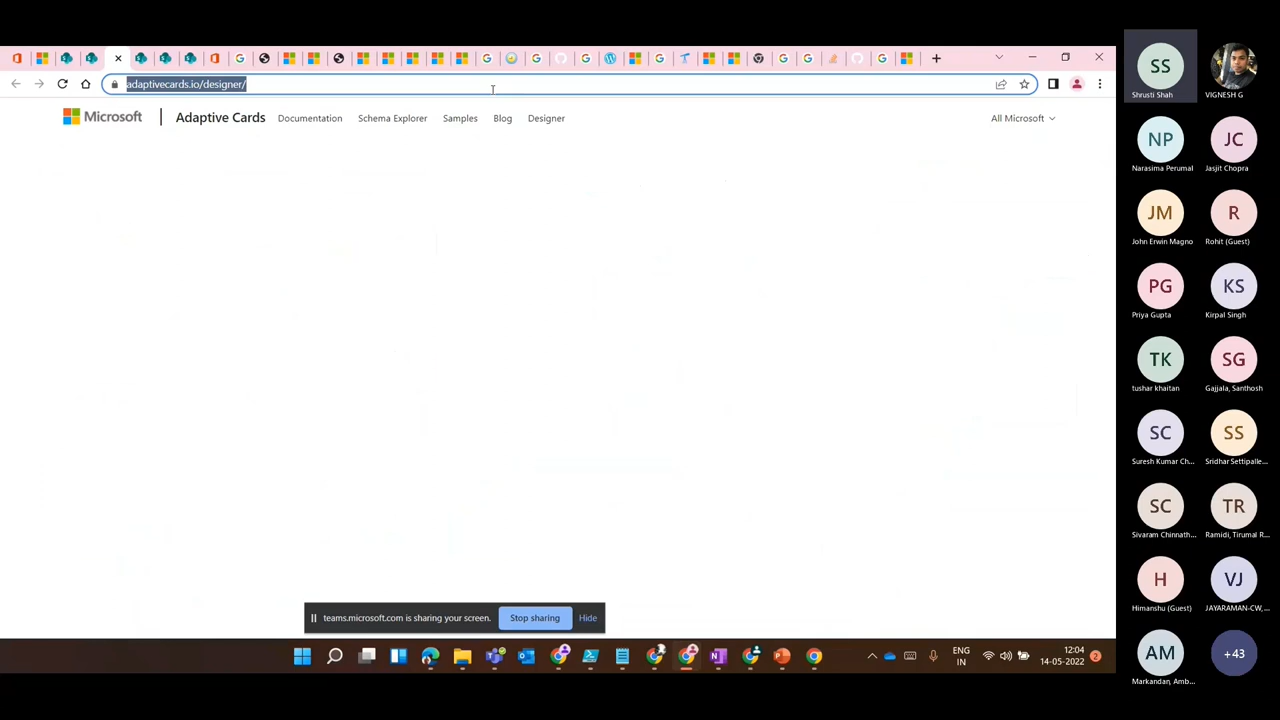 adaptivecards.io/designer/
Microsoft
Adaptive Cards
Documentation
Schema Explorer
Samples
Blog
Designer
All Microsoft
teams.microsoft.com is sharing your screen.
Stop sharing
Hide
ENG
IN
12:04
14-05-2022
2
SS
Shrusti Shah
VIGNESH G
NP
Narasima Perumal
JC
Jasjit Chopra
JM
John Erwin Magno
R
Rohit (Guest)
PG
Priya Gupta
KS
Kirpal Singh
TK
tushar khaitan
SG
Gajjala, Santhosh
SC
Suresh Kumar Ch...
SS
Sridhar Settipalle...
SC
Sivaram Chinnath...
TR
Ramidi, Tirumal R...
H
Himanshu (Guest)
VJ
JAYARAMAN-CW,...
AM
Markandan, Amb...
+43